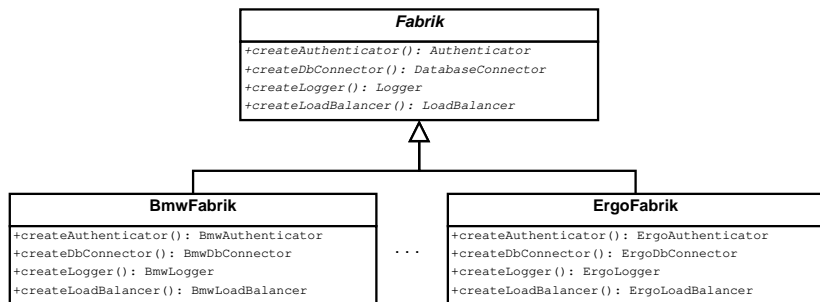 Fabrik
+createAuthenticator(): Authenticator
+createDbConnector(): DatabaseConnector
+createLogger(): Logger
+createLoadBalancer(): LoadBalancer
BmwFabrik
+createAuthenticator(): BmwAuthenticator
+createDbConnector(): BmwDbConnector
+createLogger(): BmwLogger
+createLoadBalancer(): BmwLoadBalancer
...
ErgoFabrik
+createAuthenticator(): ErgoAuthenticator
+createDbConnector(): ErgoDbConnector
+createLogger(): ErgoLogger
+createLoadBalancer(): ErgoLoadBalancer